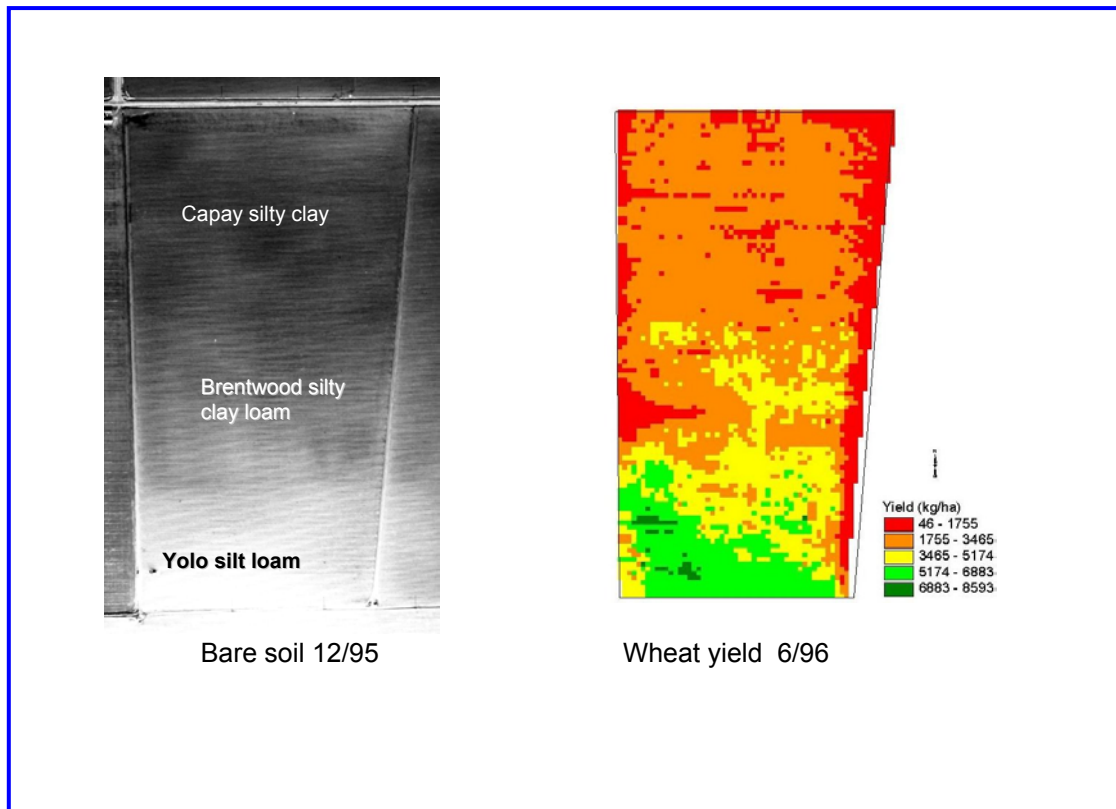 Capay silty clay
Brentwood silty
clay loam
Yolo silt loam
Bare soil 12/95
Yield (kg/ha)
46 - 1755
1755 - 3465
3465 - 5174
5174 - 6883
6883 - 8593
Wheat yield 6/96